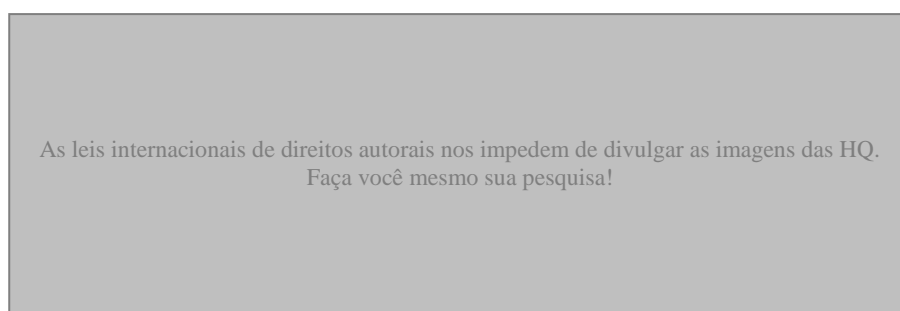 As leis internacionais de direitos autorais nos impedem de divulgar as imagens das HQ.
Faça você mesmo sua pesquisa!